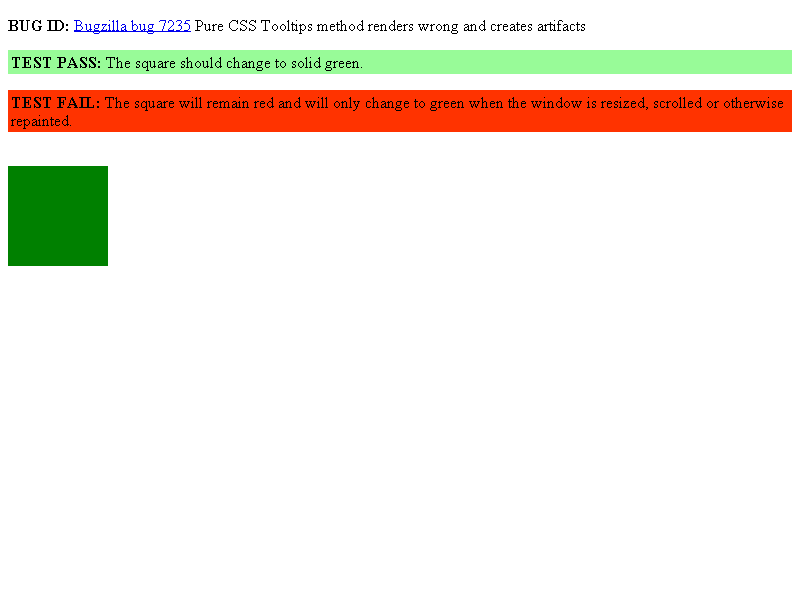 BUG ID: Bugzilla bug 7235 Pure CSS Tooltips method renders wrong and creates artifacts
TEST PASS: The square should change to solid green.
TEST FAIL: The square will remain red and will only change to green when the window is resized, scrolled or otherwise
repainted.